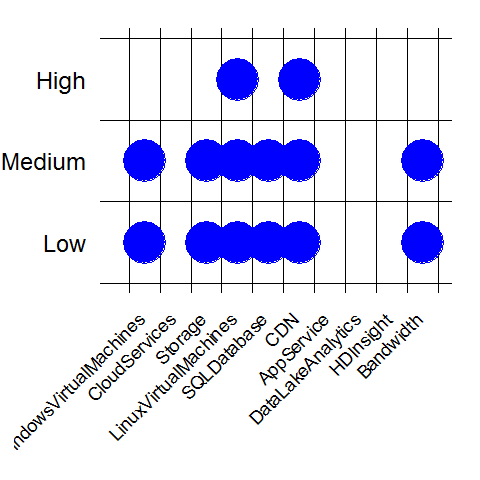 High
Medium
Low
ndowsVirtualMachines
CloudServices
Storage
LinuxVirtualMachines
SQLDatabase
CDN
AppService
DataLakeAnalytics
HDInsight
Bandwidth